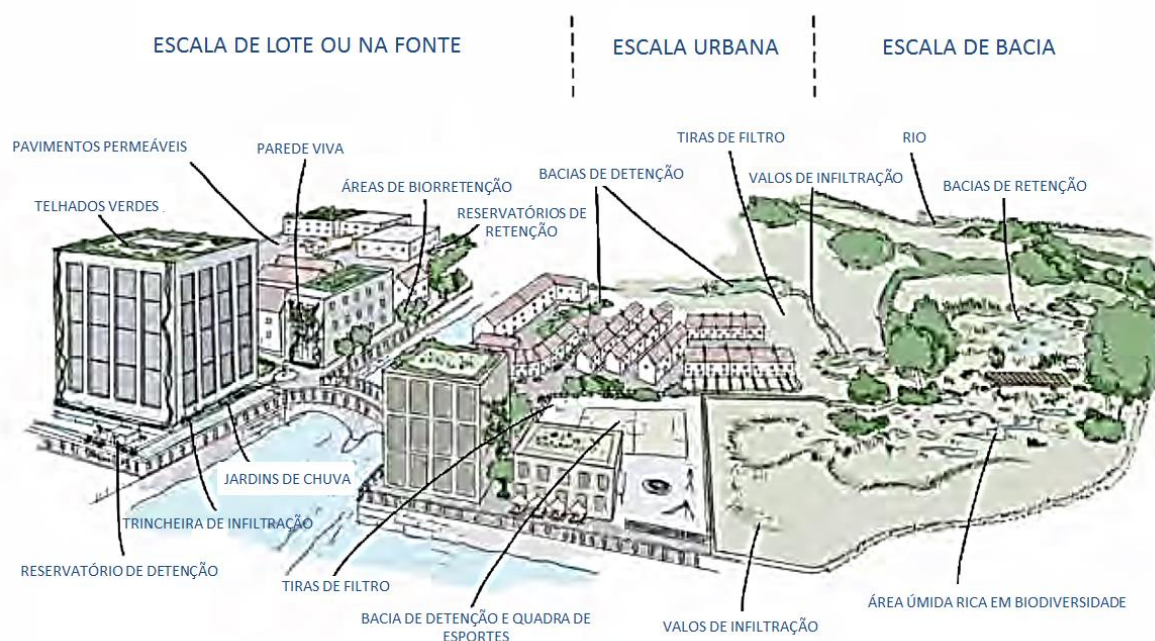 ESCALA DE LOTE OU NA FONTE
ESCALA URBANA
ESCALA DE BACIA
PAVIMENTOS PERMEÁVEIS
PAREDE VIVA
TELHADOS VERDES
ÁREAS DE BIORRETENÇÃO
RESERVATÓRIOS DE
RETENÇÃO
BACIAS DE DETENÇÃO
TIRAS DE FILTRO
VALOS DE INFILTRAÇÃO
RIO
BACIAS DE RETENÇÃO
JARDINS DE CHUVA
TRINCHEIRA DE INFILTRAÇÃO
RESERVATÓRIO DE DETENÇÃO
TIRAS DE FILTRO
BACIA DE DETENÇÃO E QUADRA DE
ESPORTES
VALOS DE INFILTRAÇÃO
ÁREA ÚMIDA RICA EM BIODIVERSIDADE